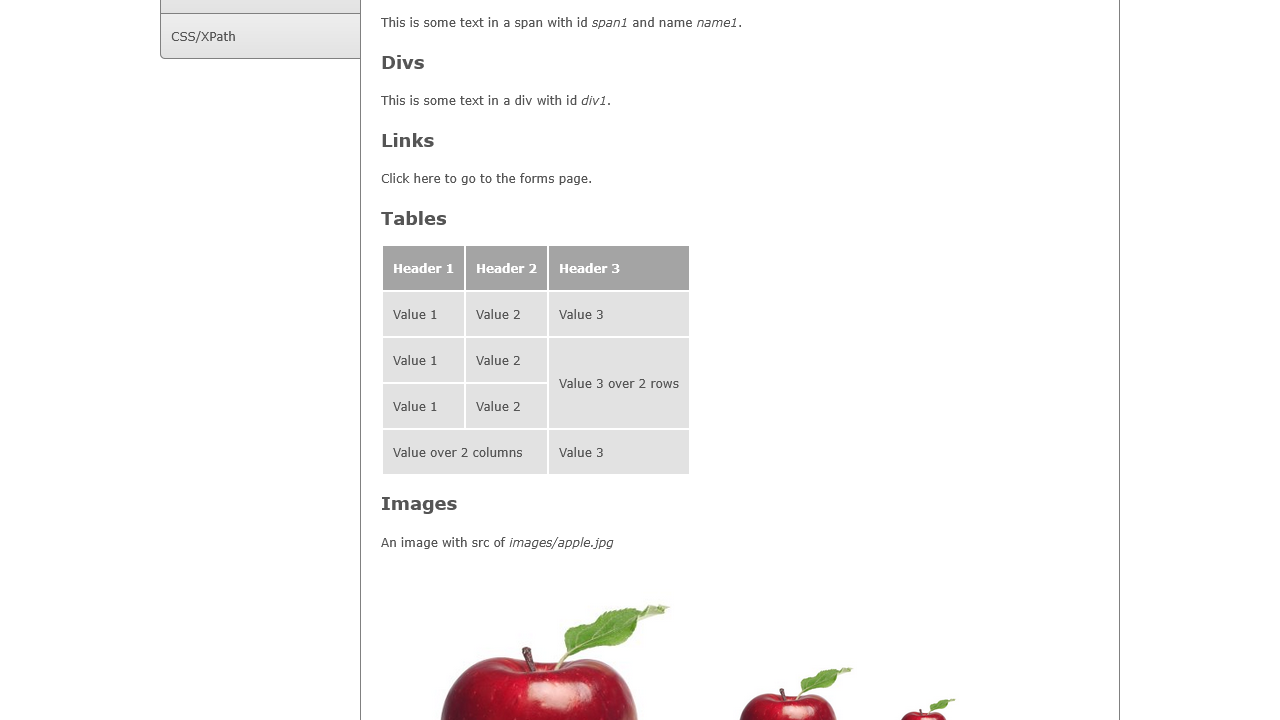 CSS/XPath
This is some text in a span with id span1 and name name1.
Divs
This is some text in a div with id div1.
Links
Click here to go to the forms page.
Tables
Header 1 Header 2 Header 3
Value 1 Value 2 Value 3
Value 1 Value 2 Value 3 over 2 rows
Value 1 Value 2
Value over 2 columns Value 3
Images
An image with src of images/apple.jpg